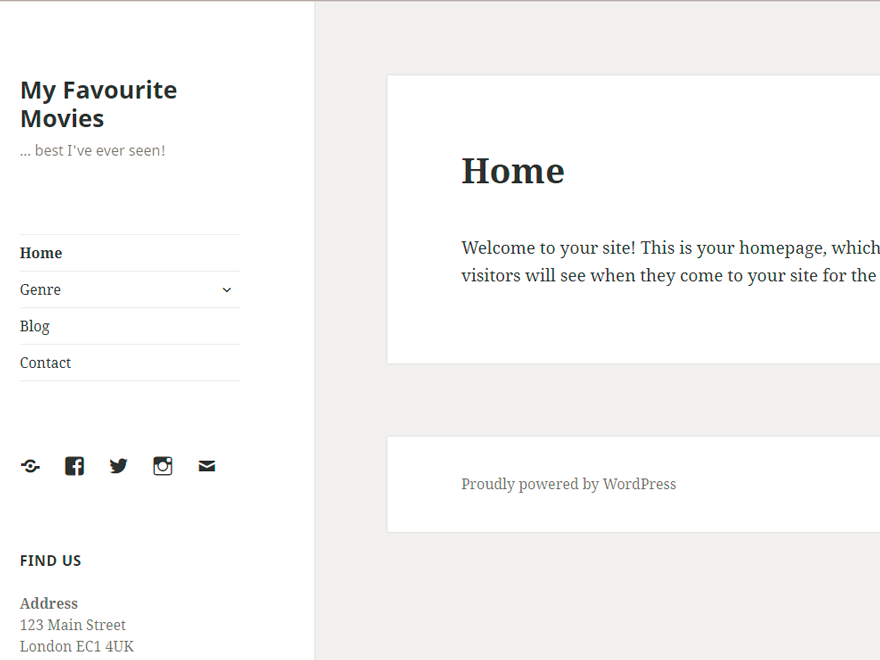 My Favourite
Movies
... best I've ever seen!
Home
Genre
Blog
Contact
FIND US
Address
123 Main Street
London EC1 4UK
Home
Welcome to your site! This is your homepage, which
visitors will see when they come to your site for the
Proudly powered by WordPress